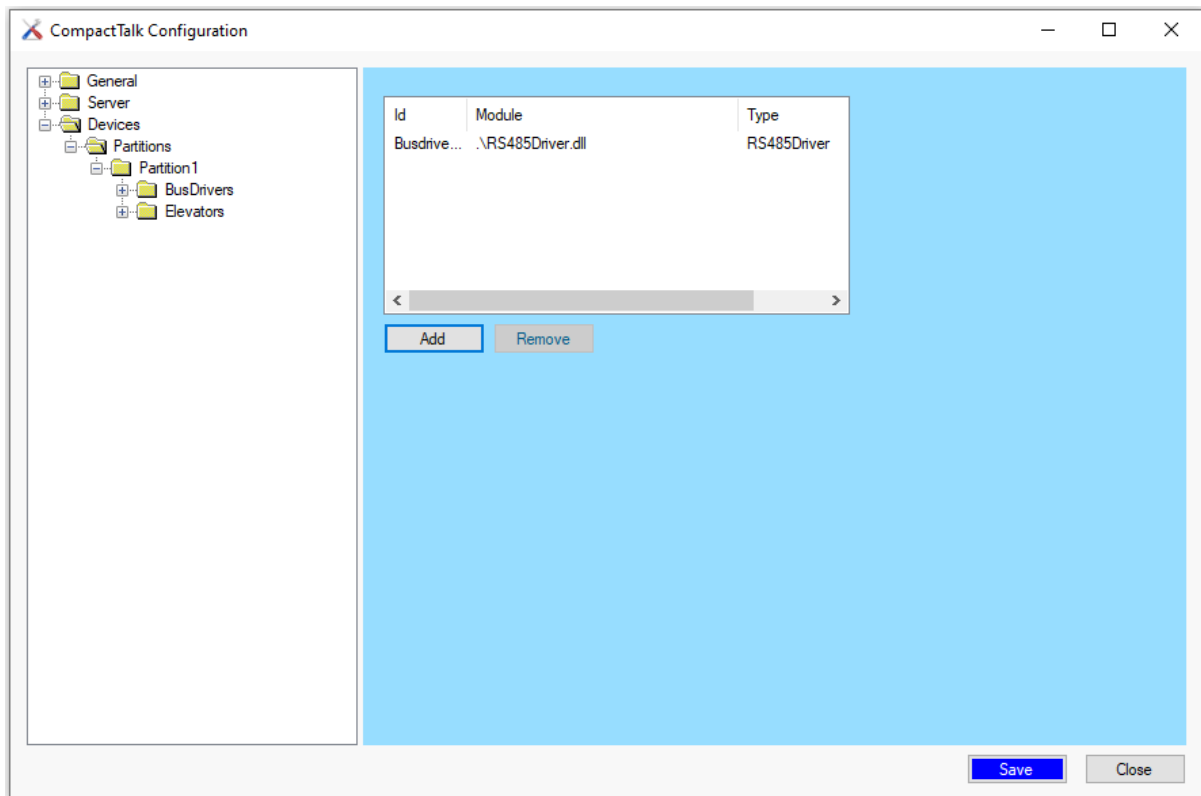 CompactTalk Configuration
General
Server
Devices
Partitions
Partition1
BusDrivers
Elevators
Id Module Type
Busdrive... .\RS485Driver.dll RS485Driver
Add Remove
Save Close